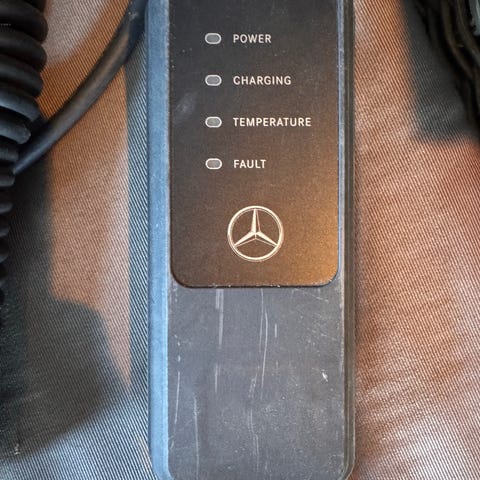 POWER
CHARGING
TEMPERATURE
FAULT